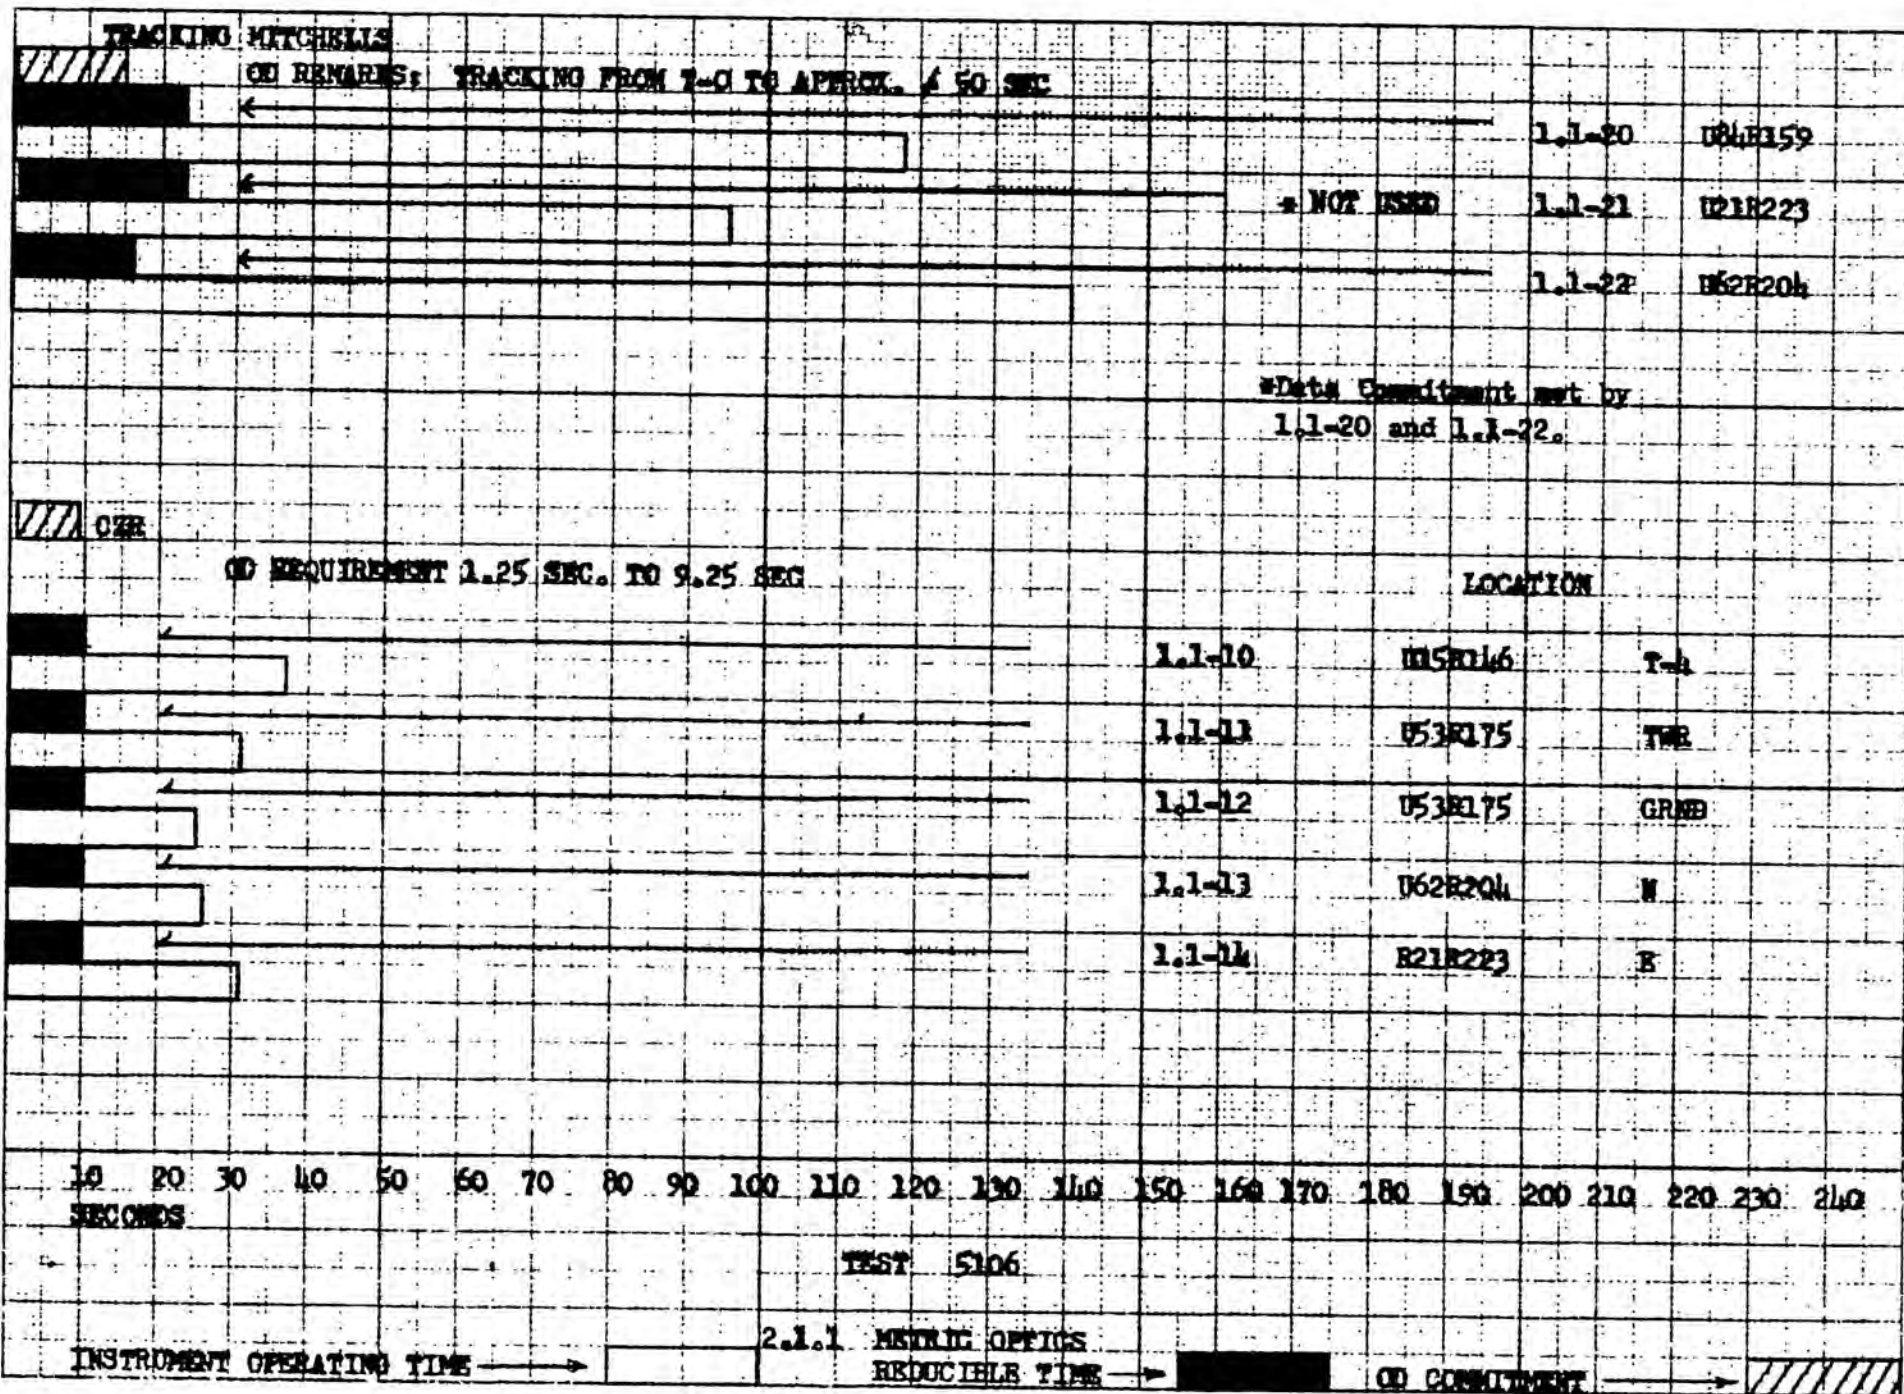 TRACKING MITCHELLS
OD REMARKS; TRACKING FROM T-0 TO APPROX. ≠ 50 SEC
1.1-20 U84R159
* NOT USED 1.1-21 U21R223
1.1-22 U62R204
*Data Commitment met by
1.1-20 and 1.1-22.
CZR
OD REQUIREMENT 1.25 SEC. TO 9.25 SEC
LOCATION
1.1-10 U15R146 T-4
1.1-11 U53R175 TWR
1.1-12 U53R175 GRND
1.1-13 U62R204 W
1.1-14 R21R223 E
10 20 30 40 50 60 70 80 90 100 110 120 130 140 150 160 170 180 190 200 210 220 230 240
SECONDS
TEST 5106
2.1.1 METRIC OPTICS
INSTRUMENT OPERATING TIME → REDUCIBLE TIME → OD COMMITMENT →